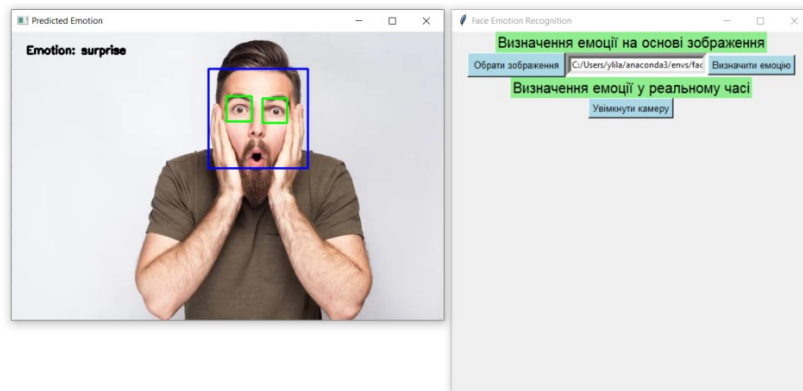 Predicted Emotion
Emotion: surprise
Face Emotion Recognition
Визначення емоції на основі зображення
Обрати зображення C:/Users/ylila/anaconda3/envs/fac Визначити емоцію
Визначення емоції у реальному часі
Увімкнути камеру